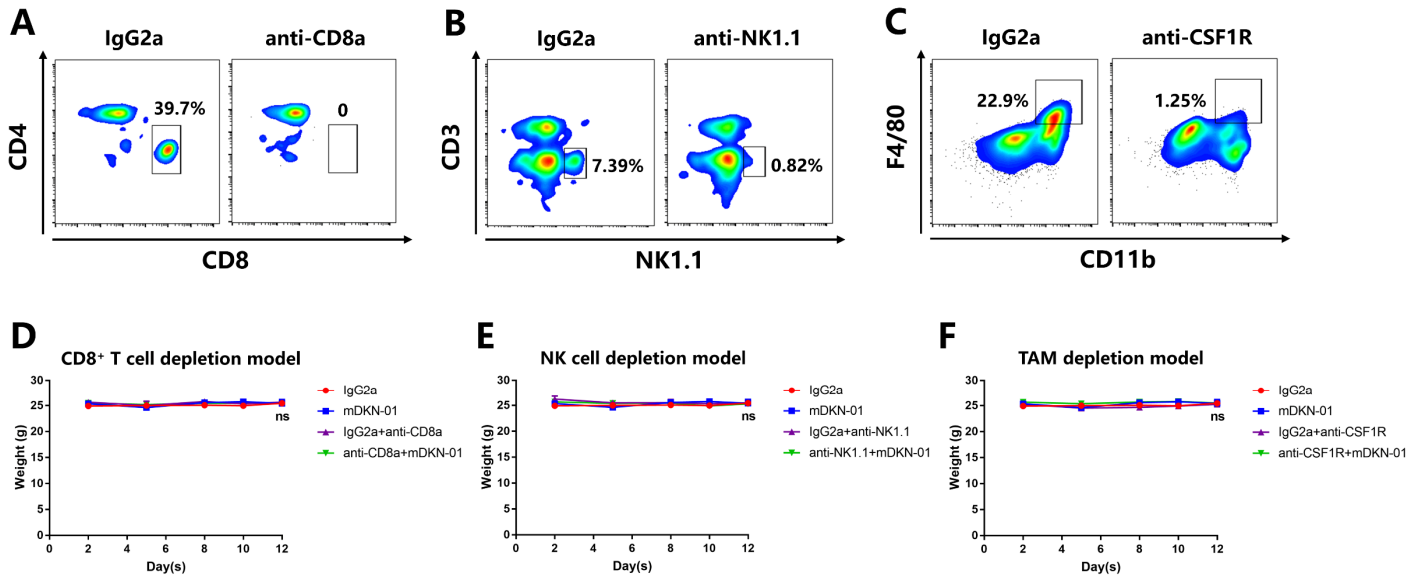 A
IgG2a
anti-CD8a
39.7%
0
CD4
CD8
B
IgG2a
anti-NK1.1
7.39%
0.82%
CD3
NK1.1
C
IgG2a
anti-CSF1R
22.9%
1.25%
F4/80
CD11b
D
CD8⁺ T cell depletion model
30
25
20
15
10
5
0
Weight (g)
0 2 4 6 8 10 12
Day(s)
ns
IgG2a
mDKN-01
IgG2a+anti-CD8a
anti-CD8a+mDKN-01
E
NK cell depletion model
30
25
20
15
10
5
0
Weight (g)
0 2 4 6 8 10 12
Day(s)
ns
IgG2a
mDKN-01
IgG2a+anti-NK1.1
anti-NK1.1+mDKN-01
F
TAM depletion model
30
25
20
15
10
5
0
Weight (g)
0 2 4 6 8 10 12
Day(s)
ns
IgG2a
mDKN-01
IgG2a+anti-CSF1R
anti-CSF1R+mDKN-01